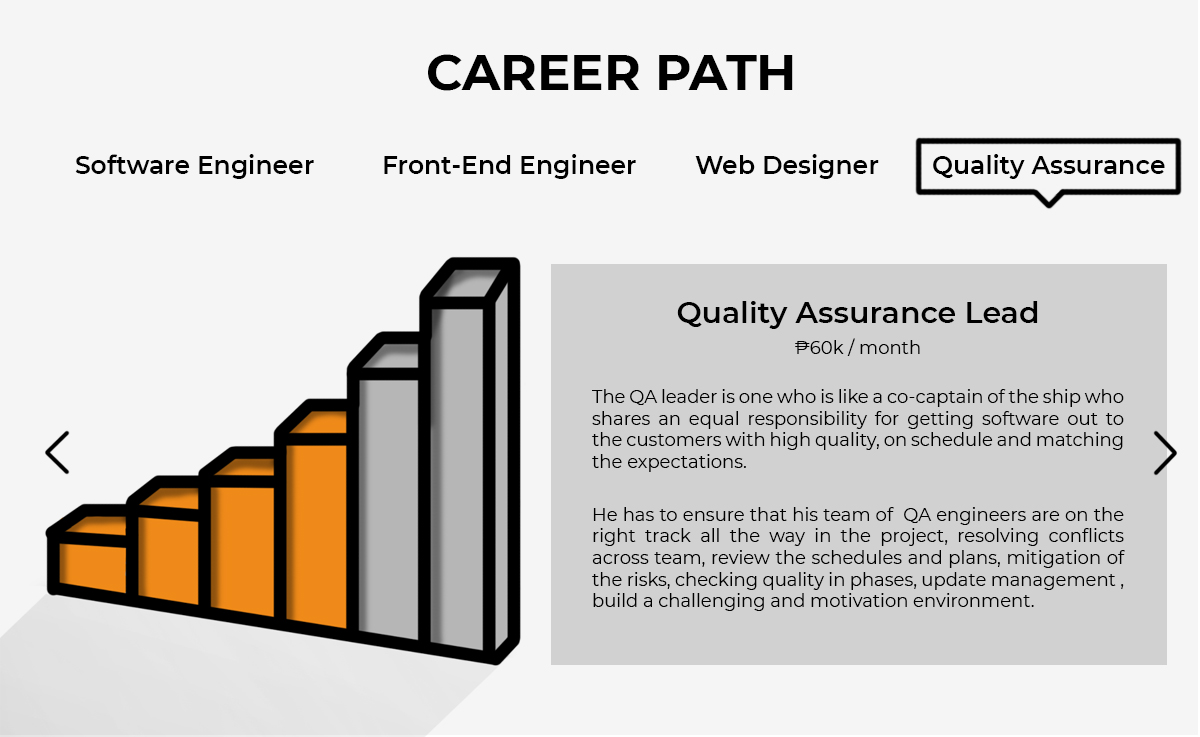 CAREER PATH
Software Engineer
Front-End Engineer
Web Designer
Quality Assurance
Quality Assurance Lead
₱60k / month
The QA leader is one who is like a co-captain of the ship who
shares an equal responsibility for getting software out to
the customers with high quality, on schedule and matching
the expectations.
He has to ensure that his team of QA engineers are on the
right track all the way in the project, resolving conflicts
across team, review the schedules and plans, mitigation of
the risks, checking quality in phases, update management ,
build a challenging and motivation environment.